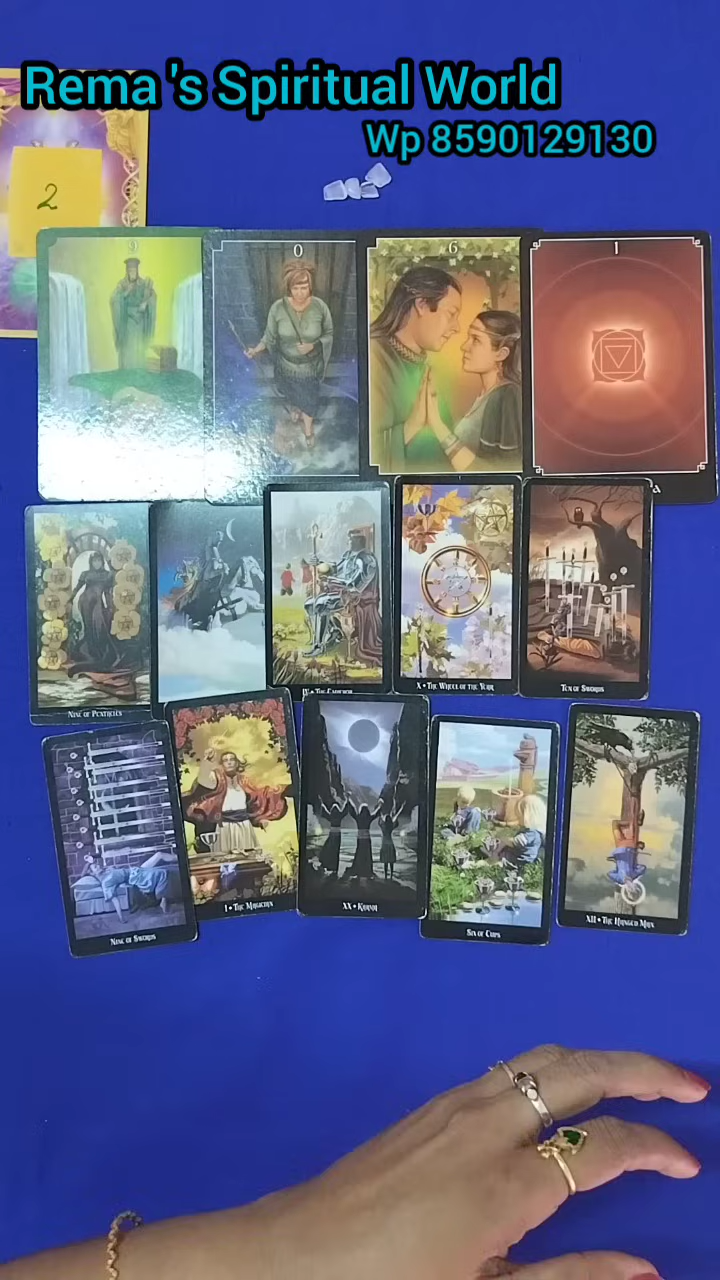 Rema 's Spiritual World
Wp 8590129130
2
9
0
6
1
Nine of Pentacles
IV • The Emperor
X • The Wheel of the Year
Ten of Swords
Nine of Swords
I • The Magician
XX • Karma
Six of Cups
XII • The Hanged Man